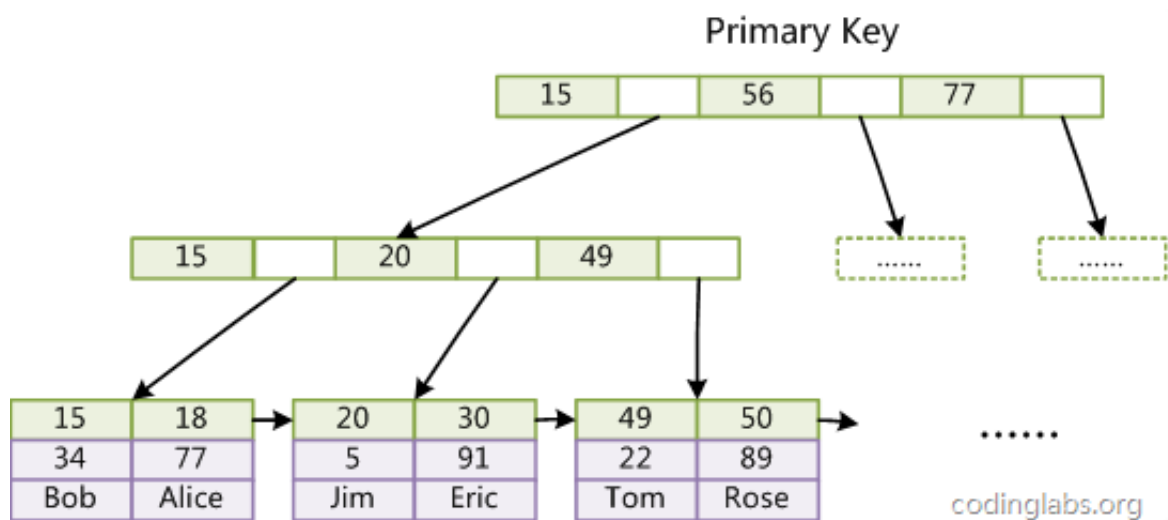 Primary Key
15 56 77
15 20 49
...... ......
15 18 20 30 49 50
......
34 77 5 91 22 89
Bob Alice Jim Eric Tom Rose
codinglabs.org